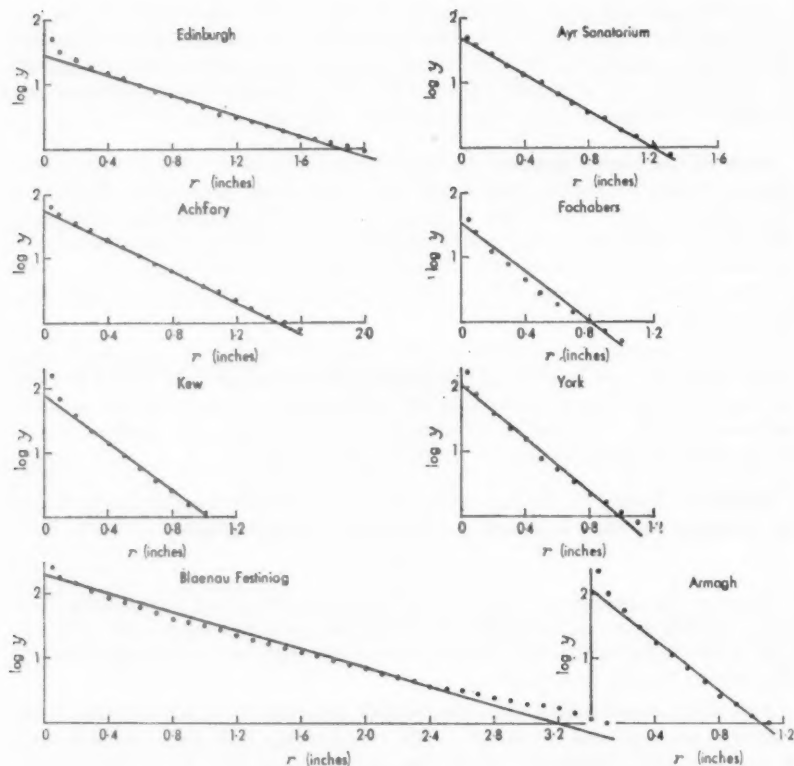 Edinburgh
log y
2
1
0 0·4 0·8 1·2 1·6 2·0
r (inches)
Ayr Sanatorium
log y
2
1
0 0·4 0·8 1·2 1·6
r (inches)
Achfary
log y
2
1
0 0·4 0·8 1·2 2·0
r (inches)
Fochabers
log y
2
1
0 0·4 0·8 1·2
r (inches)
Kew
log y
2
1
0 0·4 0·8 1·2
r (inches)
York
log y
2
1
0 0·4 0·8 1·2
r (inches)
Blaenau Festiniog
log y
2
1
0 0·4 0·8 1·2 1·6 2·0 2·4 2·8 3·2
r (inches)
Armagh
log y
2
1
0·4 0·8 1·2
r (inches)